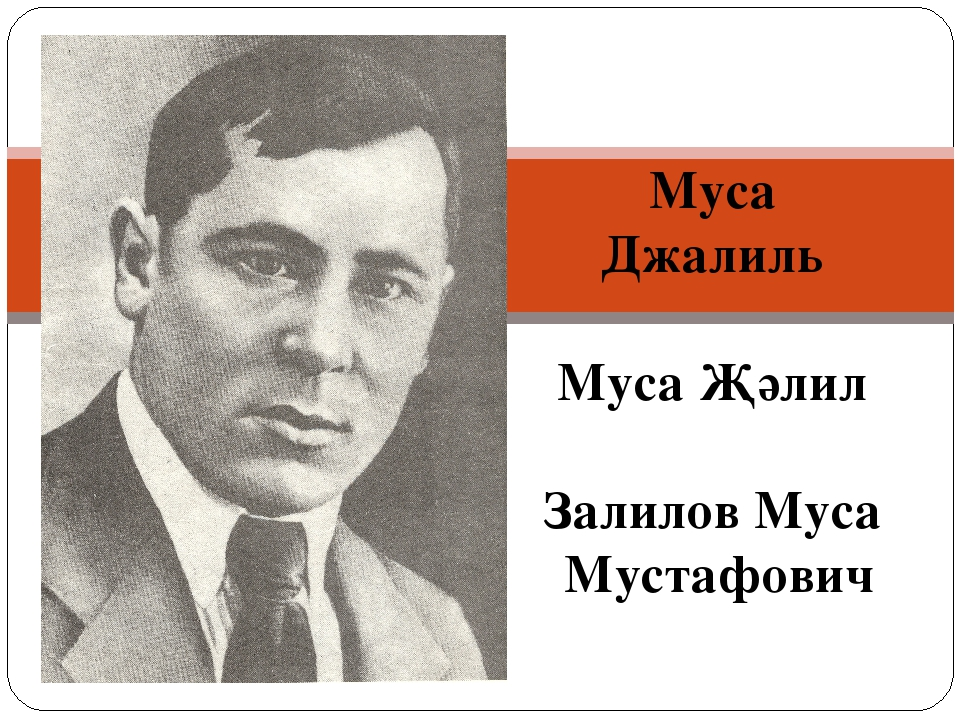 Муса
Джалиль
Муса Җәлил
Залилов Муса
Мустафович